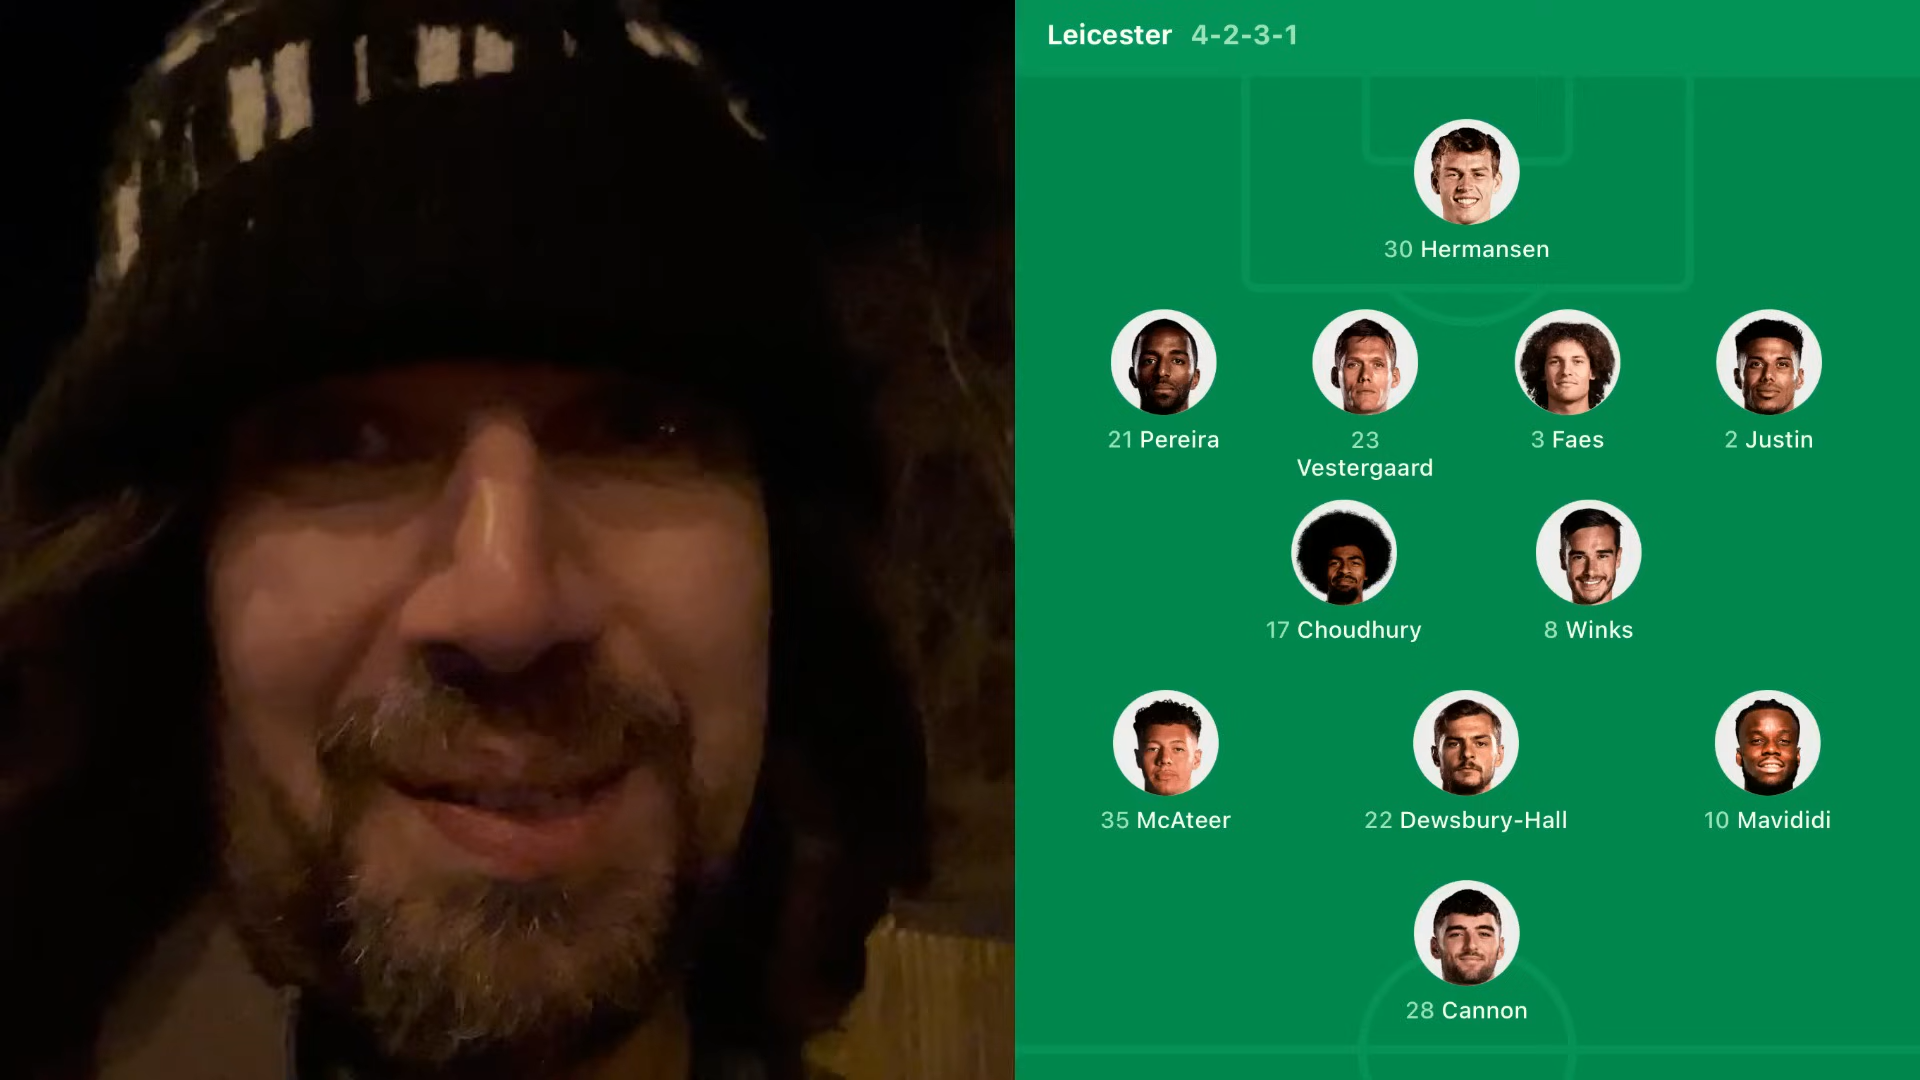 Leicester 4-2-3-1
30 Hermansen
21 Pereira
23
Vestergaard
3 Faes
2 Justin
17 Choudhury
8 Winks
35 McAteer
22 Dewsbury-Hall
10 Mavididi
28 Cannon